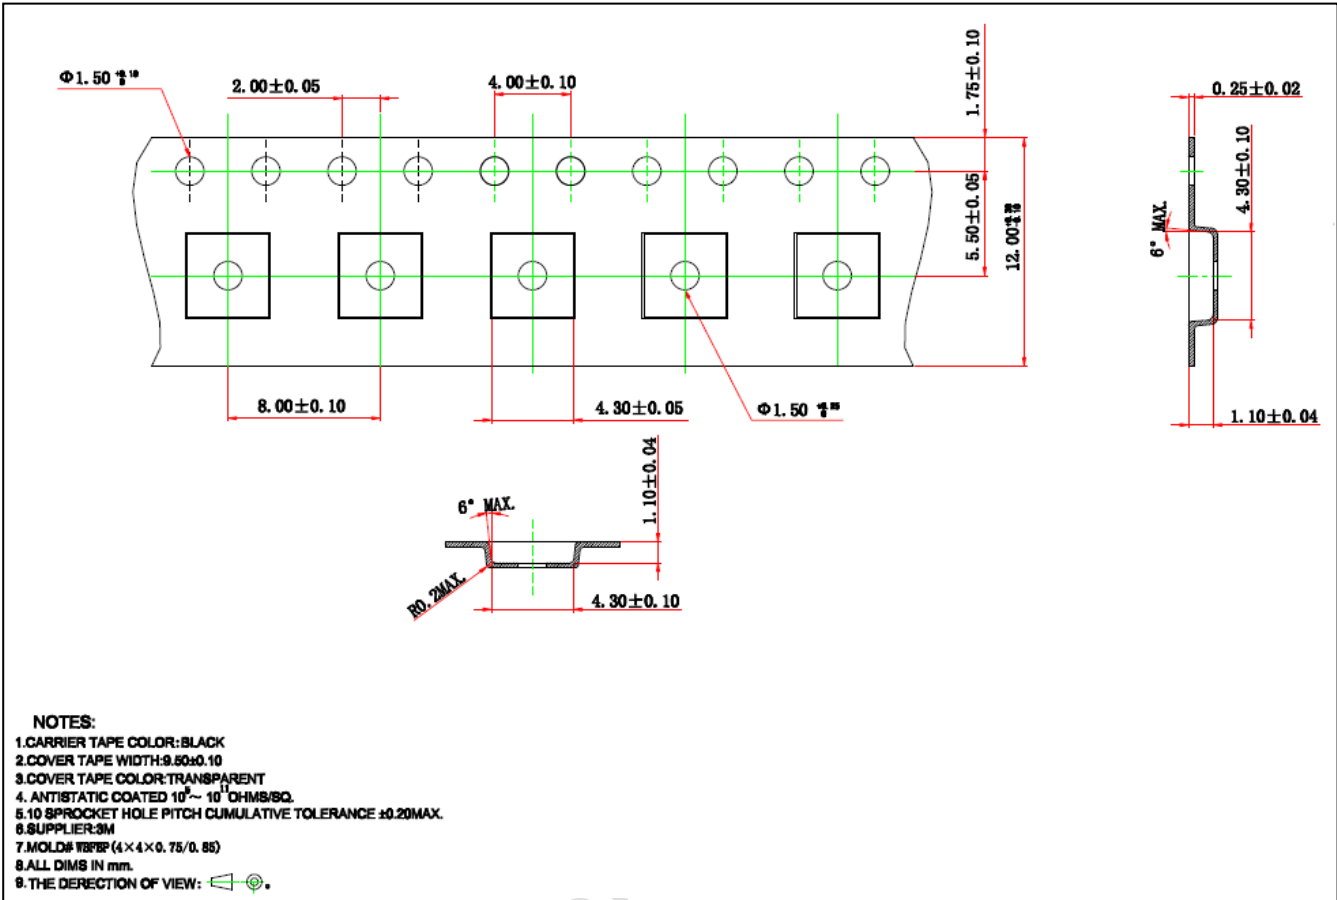 Φ1.50 +0.10 0
2.00±0.05
4.00±0.10
1.75±0.10
0.25±0.02
4.30±0.10
6° MAX.
5.50±0.05
12.00
8.00±0.10
4.30±0.05
Φ1.50
1.10±0.04
1.10±0.04
6° MAX.
R0.2MAX.
4.30±0.10
NOTES:
1.CARRIER TAPE COLOR:BLACK
2.COVER TAPE WIDTH:9.50±0.10
3.COVER TAPE COLOR:TRANSPARENT
4. ANTISTATIC COATED 10 ~ 10¹¹ OHMS/SQ.
5.10 SPROCKET HOLE PITCH CUMULATIVE TOLERANCE ±0.20MAX.
6.SUPPLIER:3M
7.MOLD# (4×4×0.75/0.85)
8.ALL DIMS IN mm.
9.THE DERECTION OF VIEW: